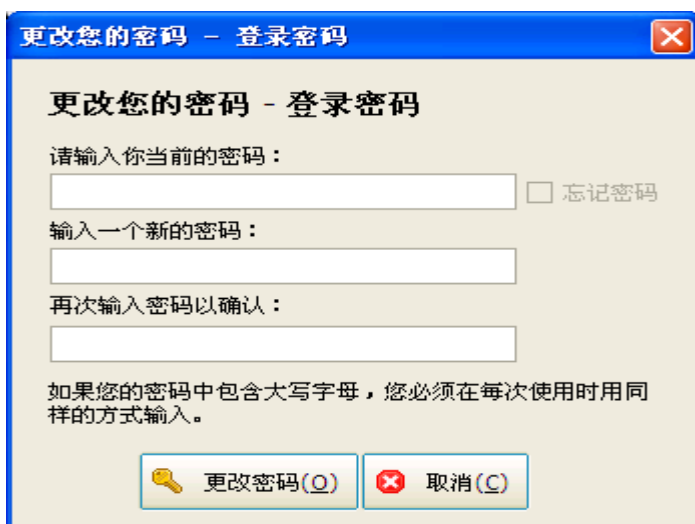 更改您的密码 - 登录密码
更改您的密码 - 登录密码
请输入你当前的密码：
忘记密码
输入一个新的密码：
再次输入密码以确认：
如果您的密码中包含大写字母，您必须在每次使用时用同
样的方式输入。
更改密码(O) 取消(C)